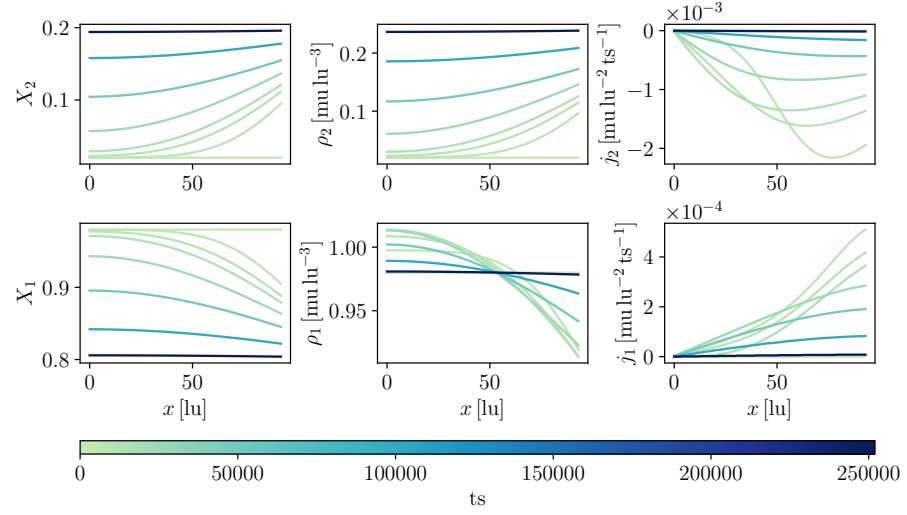 ×10⁻³
0.2
0.1
X₂
0 50
0.2
0.1
ρ₂ [mu lu⁻³]
0 50
0
−1
−2
j₂ [mu lu⁻² ts⁻¹]
0 50
×10⁻⁴
0.9
0.8
X₁
0 50
x [lu]
1.00
0.95
ρ₁ [mu lu⁻³]
0 50
x [lu]
4
2
0
j₁ [mu lu⁻² ts⁻¹]
0 50
x [lu]
0 50000 100000 150000 200000 250000
ts